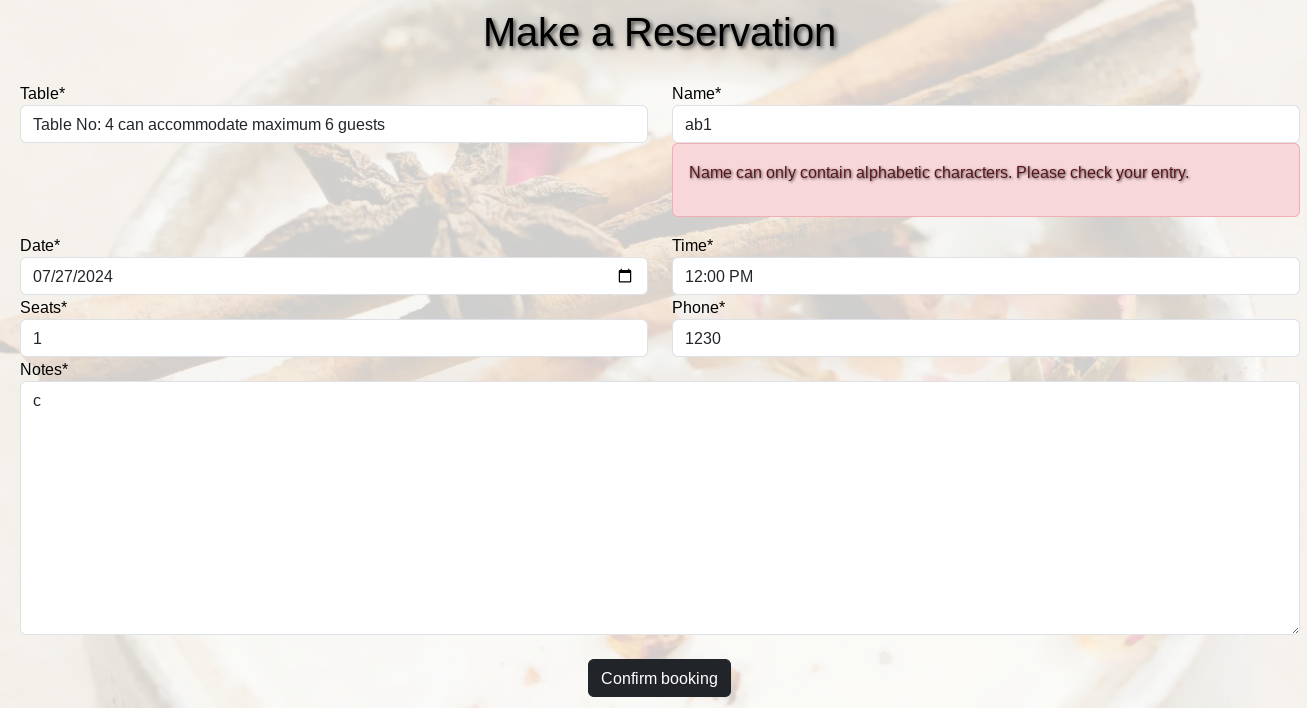 Make a Reservation
Table*
Table No: 4 can accommodate maximum 6 guests
Name*
ab1
Name can only contain alphabetic characters. Please check your entry.
Date*
07/27/2024
Time*
12:00 PM
Seats*
1
Phone*
1230
Notes*
c
Confirm booking